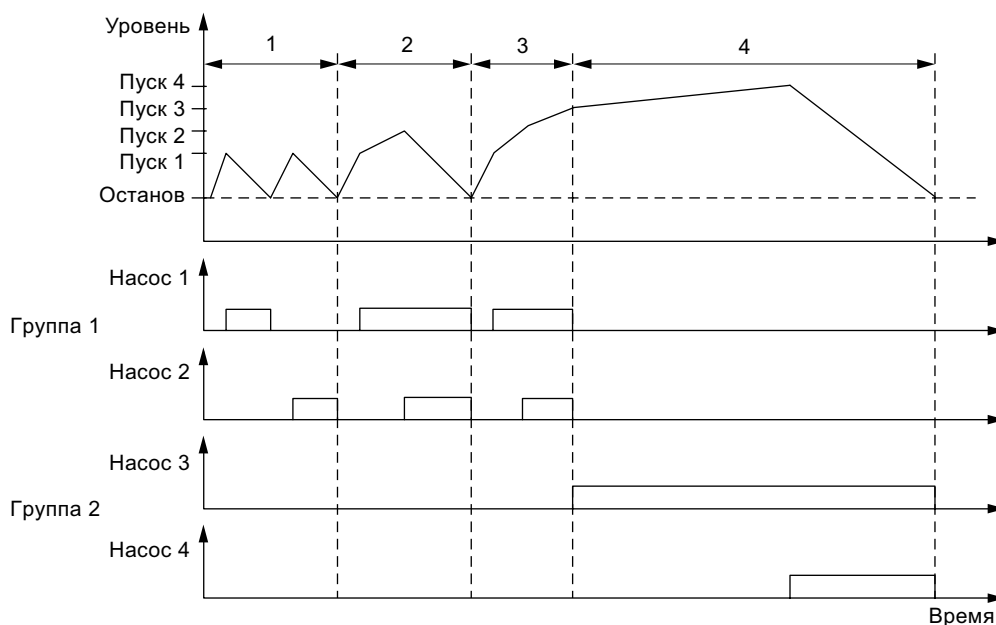 Уровень
1
2
3
4
Пуск 4
Пуск 3
Пуск 2
Пуск 1
Останов
Насос 1
Группа 1
Насос 2
Насос 3
Группа 2
Насос 4
Время